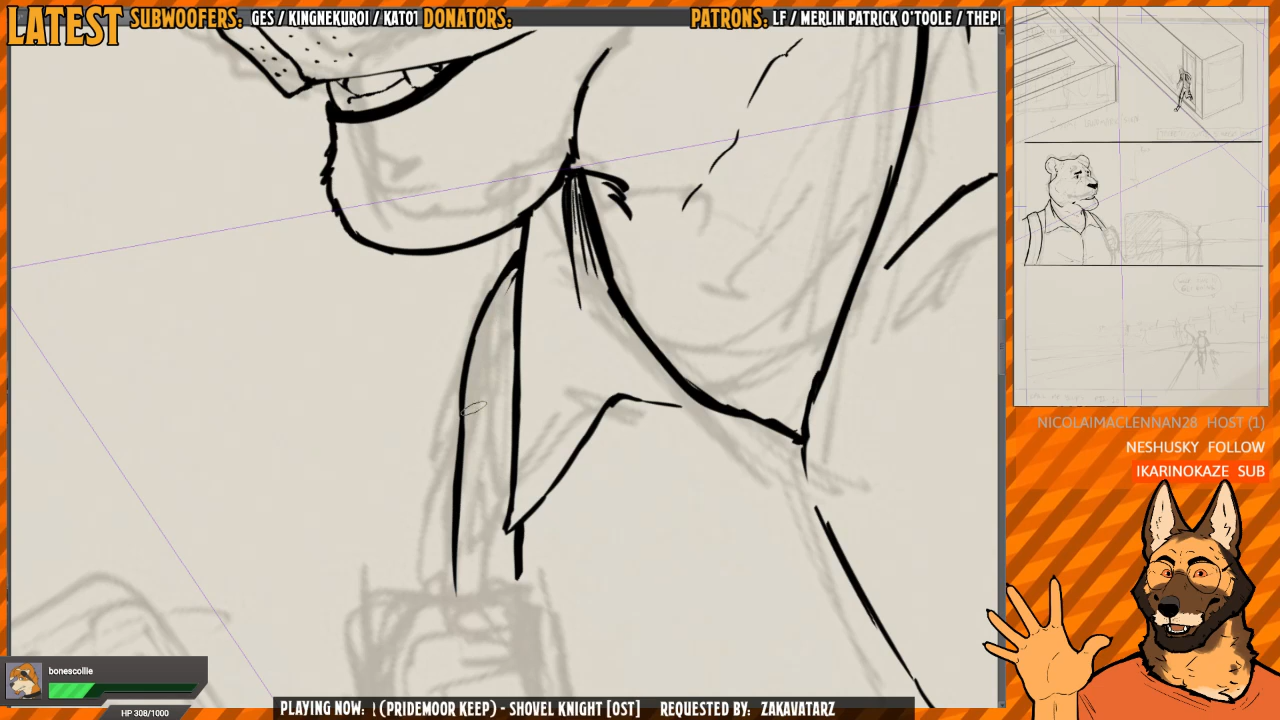 LATEST SUBWOOFERS: GES / KINGNEKUROI / KATO1 DONATORS: PATRONS: LF / MERLIN PATRICK O'TOOLE / THEPI
NICOLAIMACLENNAN28 HOST (1)
NESHUSKY FOLLOW
IKARINOKAZE SUB
bonescollie
HP 308/1000
PLAYING NOW: (PRIDEMOOR KEEP) - SHOVEL KNIGHT [OST] REQUESTED BY: ZAKAVATARZ